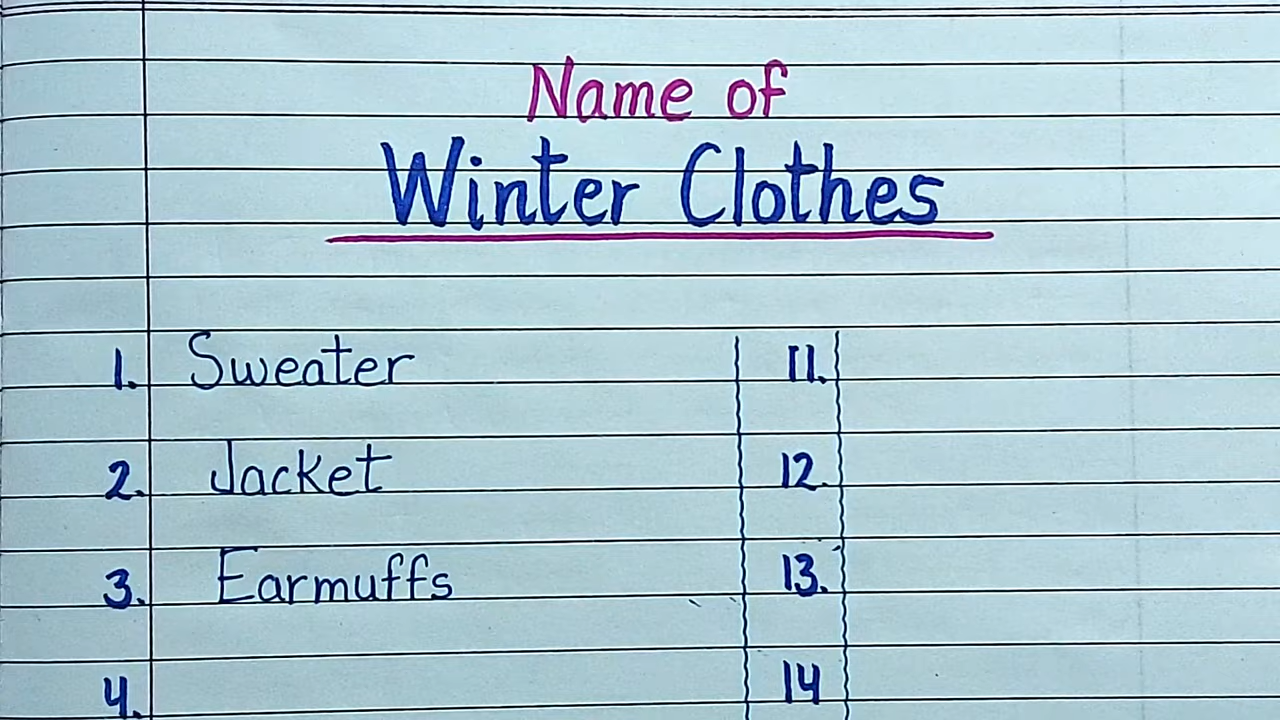 Name of
Winter Clothes
1. Sweater 11.
2. Jacket 12.
3. Earmuffs 13.
4. 14